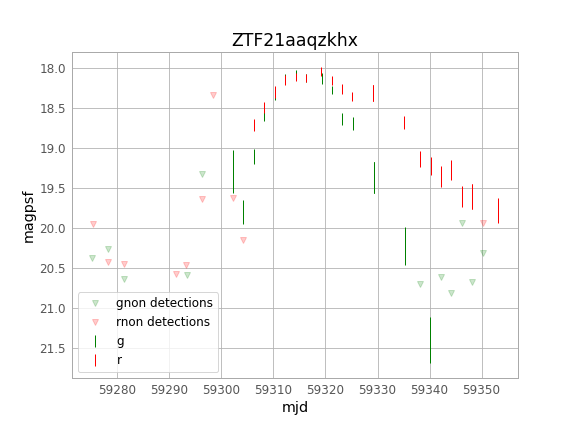 ZTF21aaqzkhx
18.0
18.5
19.0
19.5
20.0
20.5
21.0
21.5
magpsf
gnon detections
rnon detections
g
r
59280 59290 59300 59310 59320 59330 59340 59350
mjd